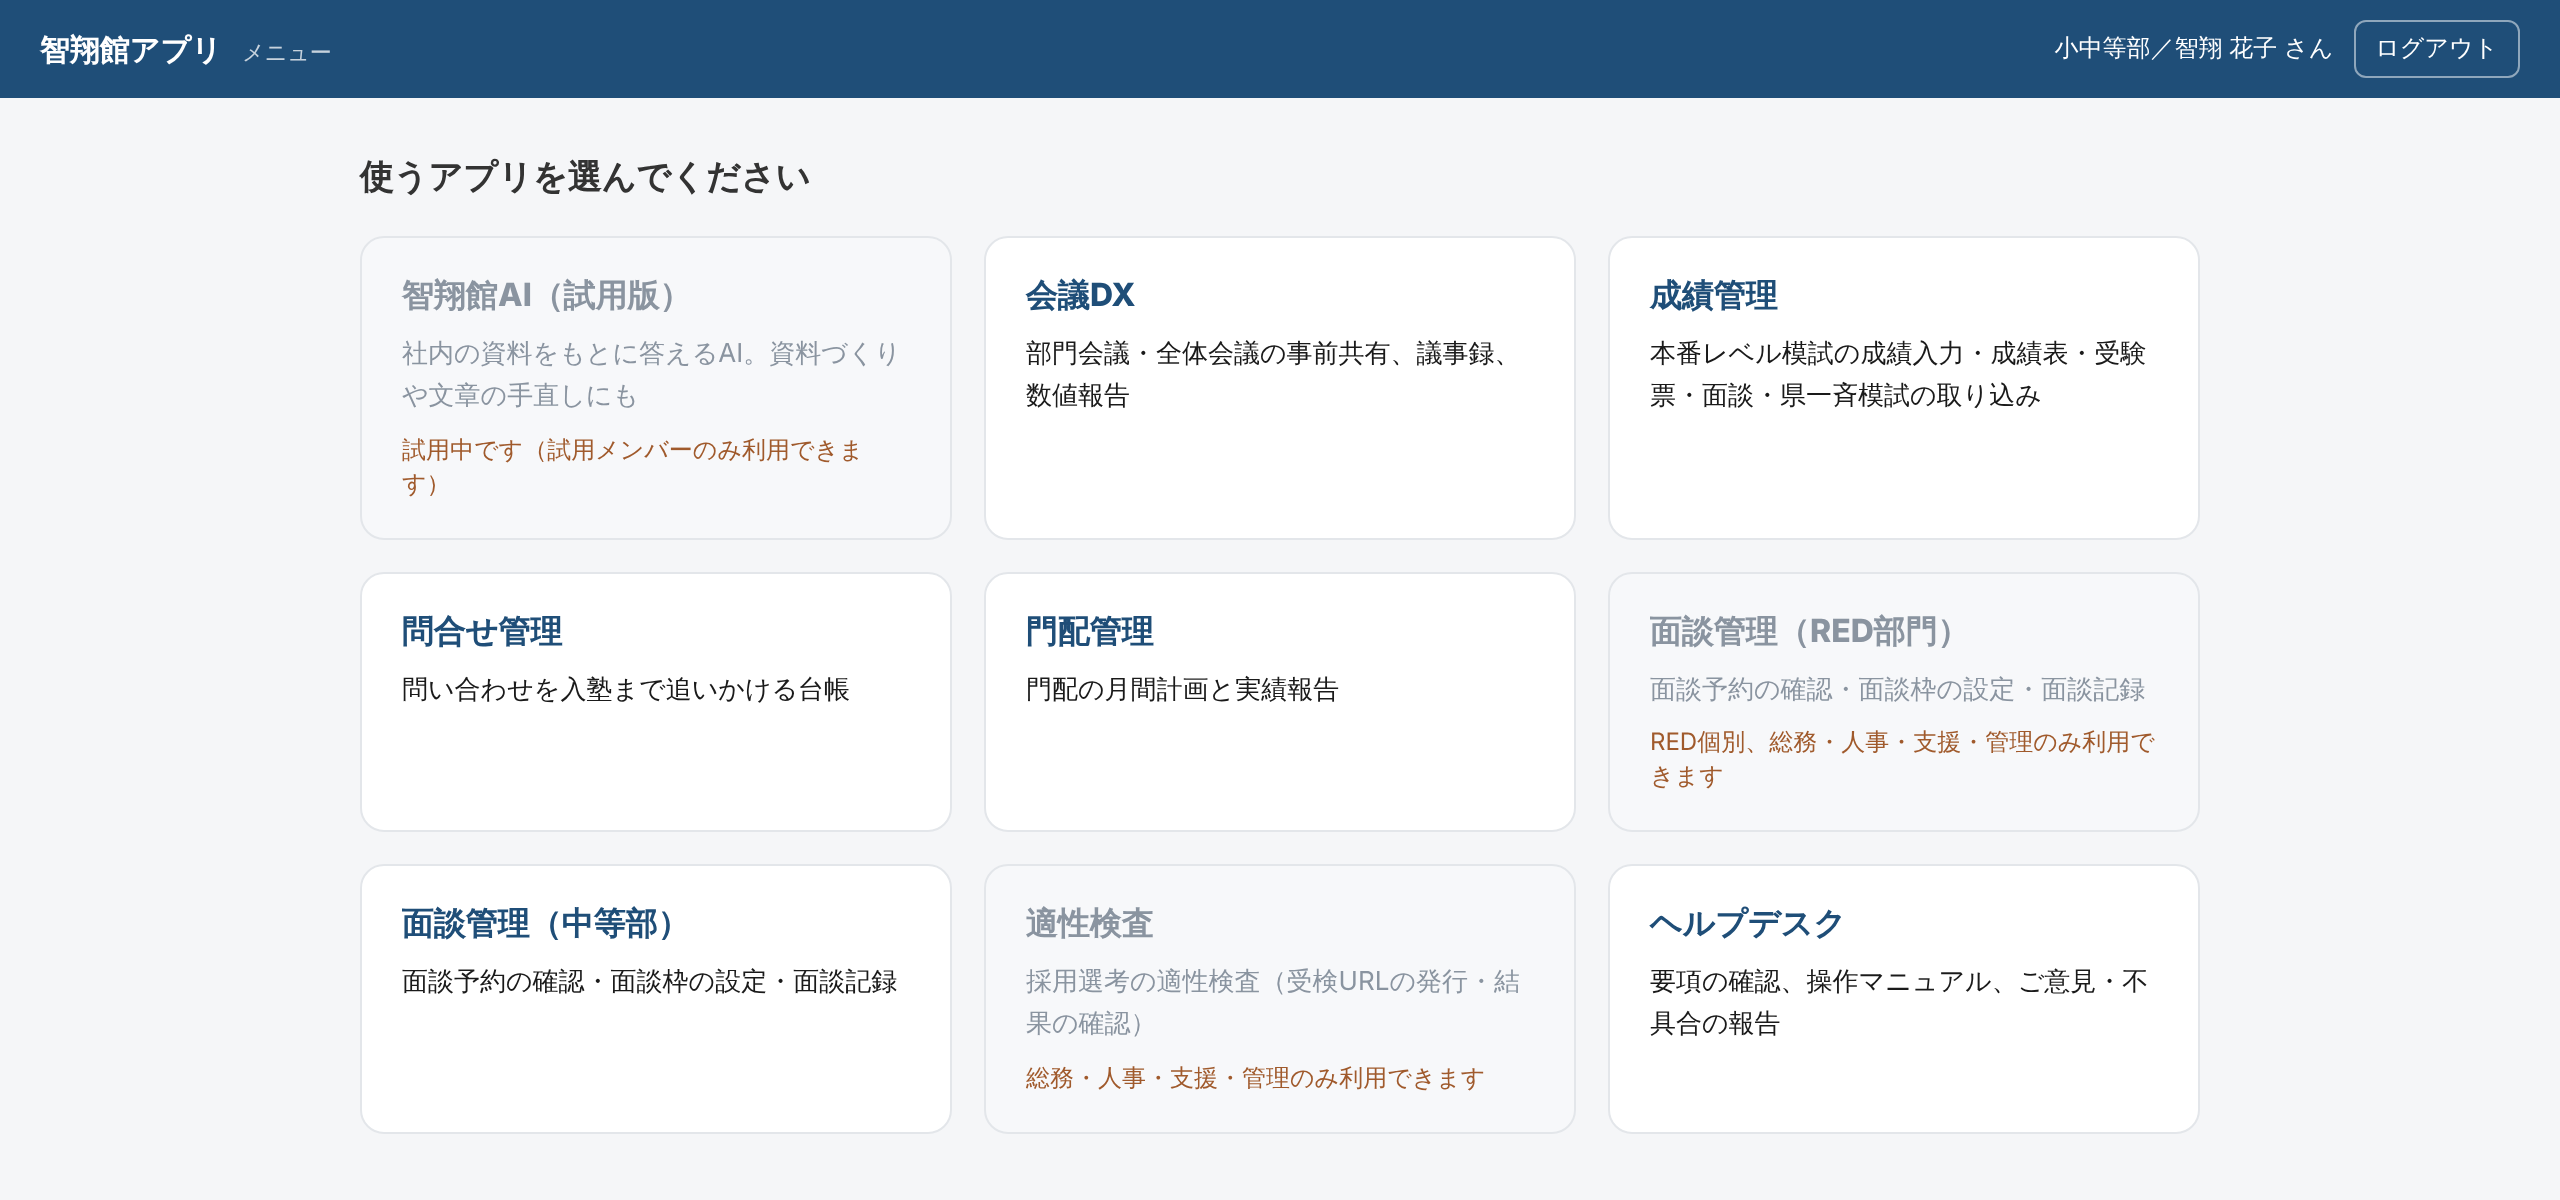 智翔館アプリ メニュー
小中等部／智翔 花子 さん ログアウト
使うアプリを選んでください
智翔館AI（試用版）
社内の資料をもとに答えるAI。資料づくり
や文章の手直しにも
試用中です（試用メンバーのみ利用できま
す）
会議DX
部門会議・全体会議の事前共有、議事録、
数値報告
成績管理
本番レベル模試の成績入力・成績表・受験
票・面談・県一斉模試の取り込み
問合せ管理
問い合わせを入塾まで追いかける台帳
門配管理
門配の月間計画と実績報告
面談管理（RED部門）
面談予約の確認・面談枠の設定・面談記録
RED個別、総務・人事・支援・管理のみ利用で
きます
面談管理（中等部）
面談予約の確認・面談枠の設定・面談記録
適性検査
採用選考の適性検査（受検URLの発行・結
果の確認）
総務・人事・支援・管理のみ利用できます
ヘルプデスク
要項の確認、操作マニュアル、ご意見・不
具合の報告